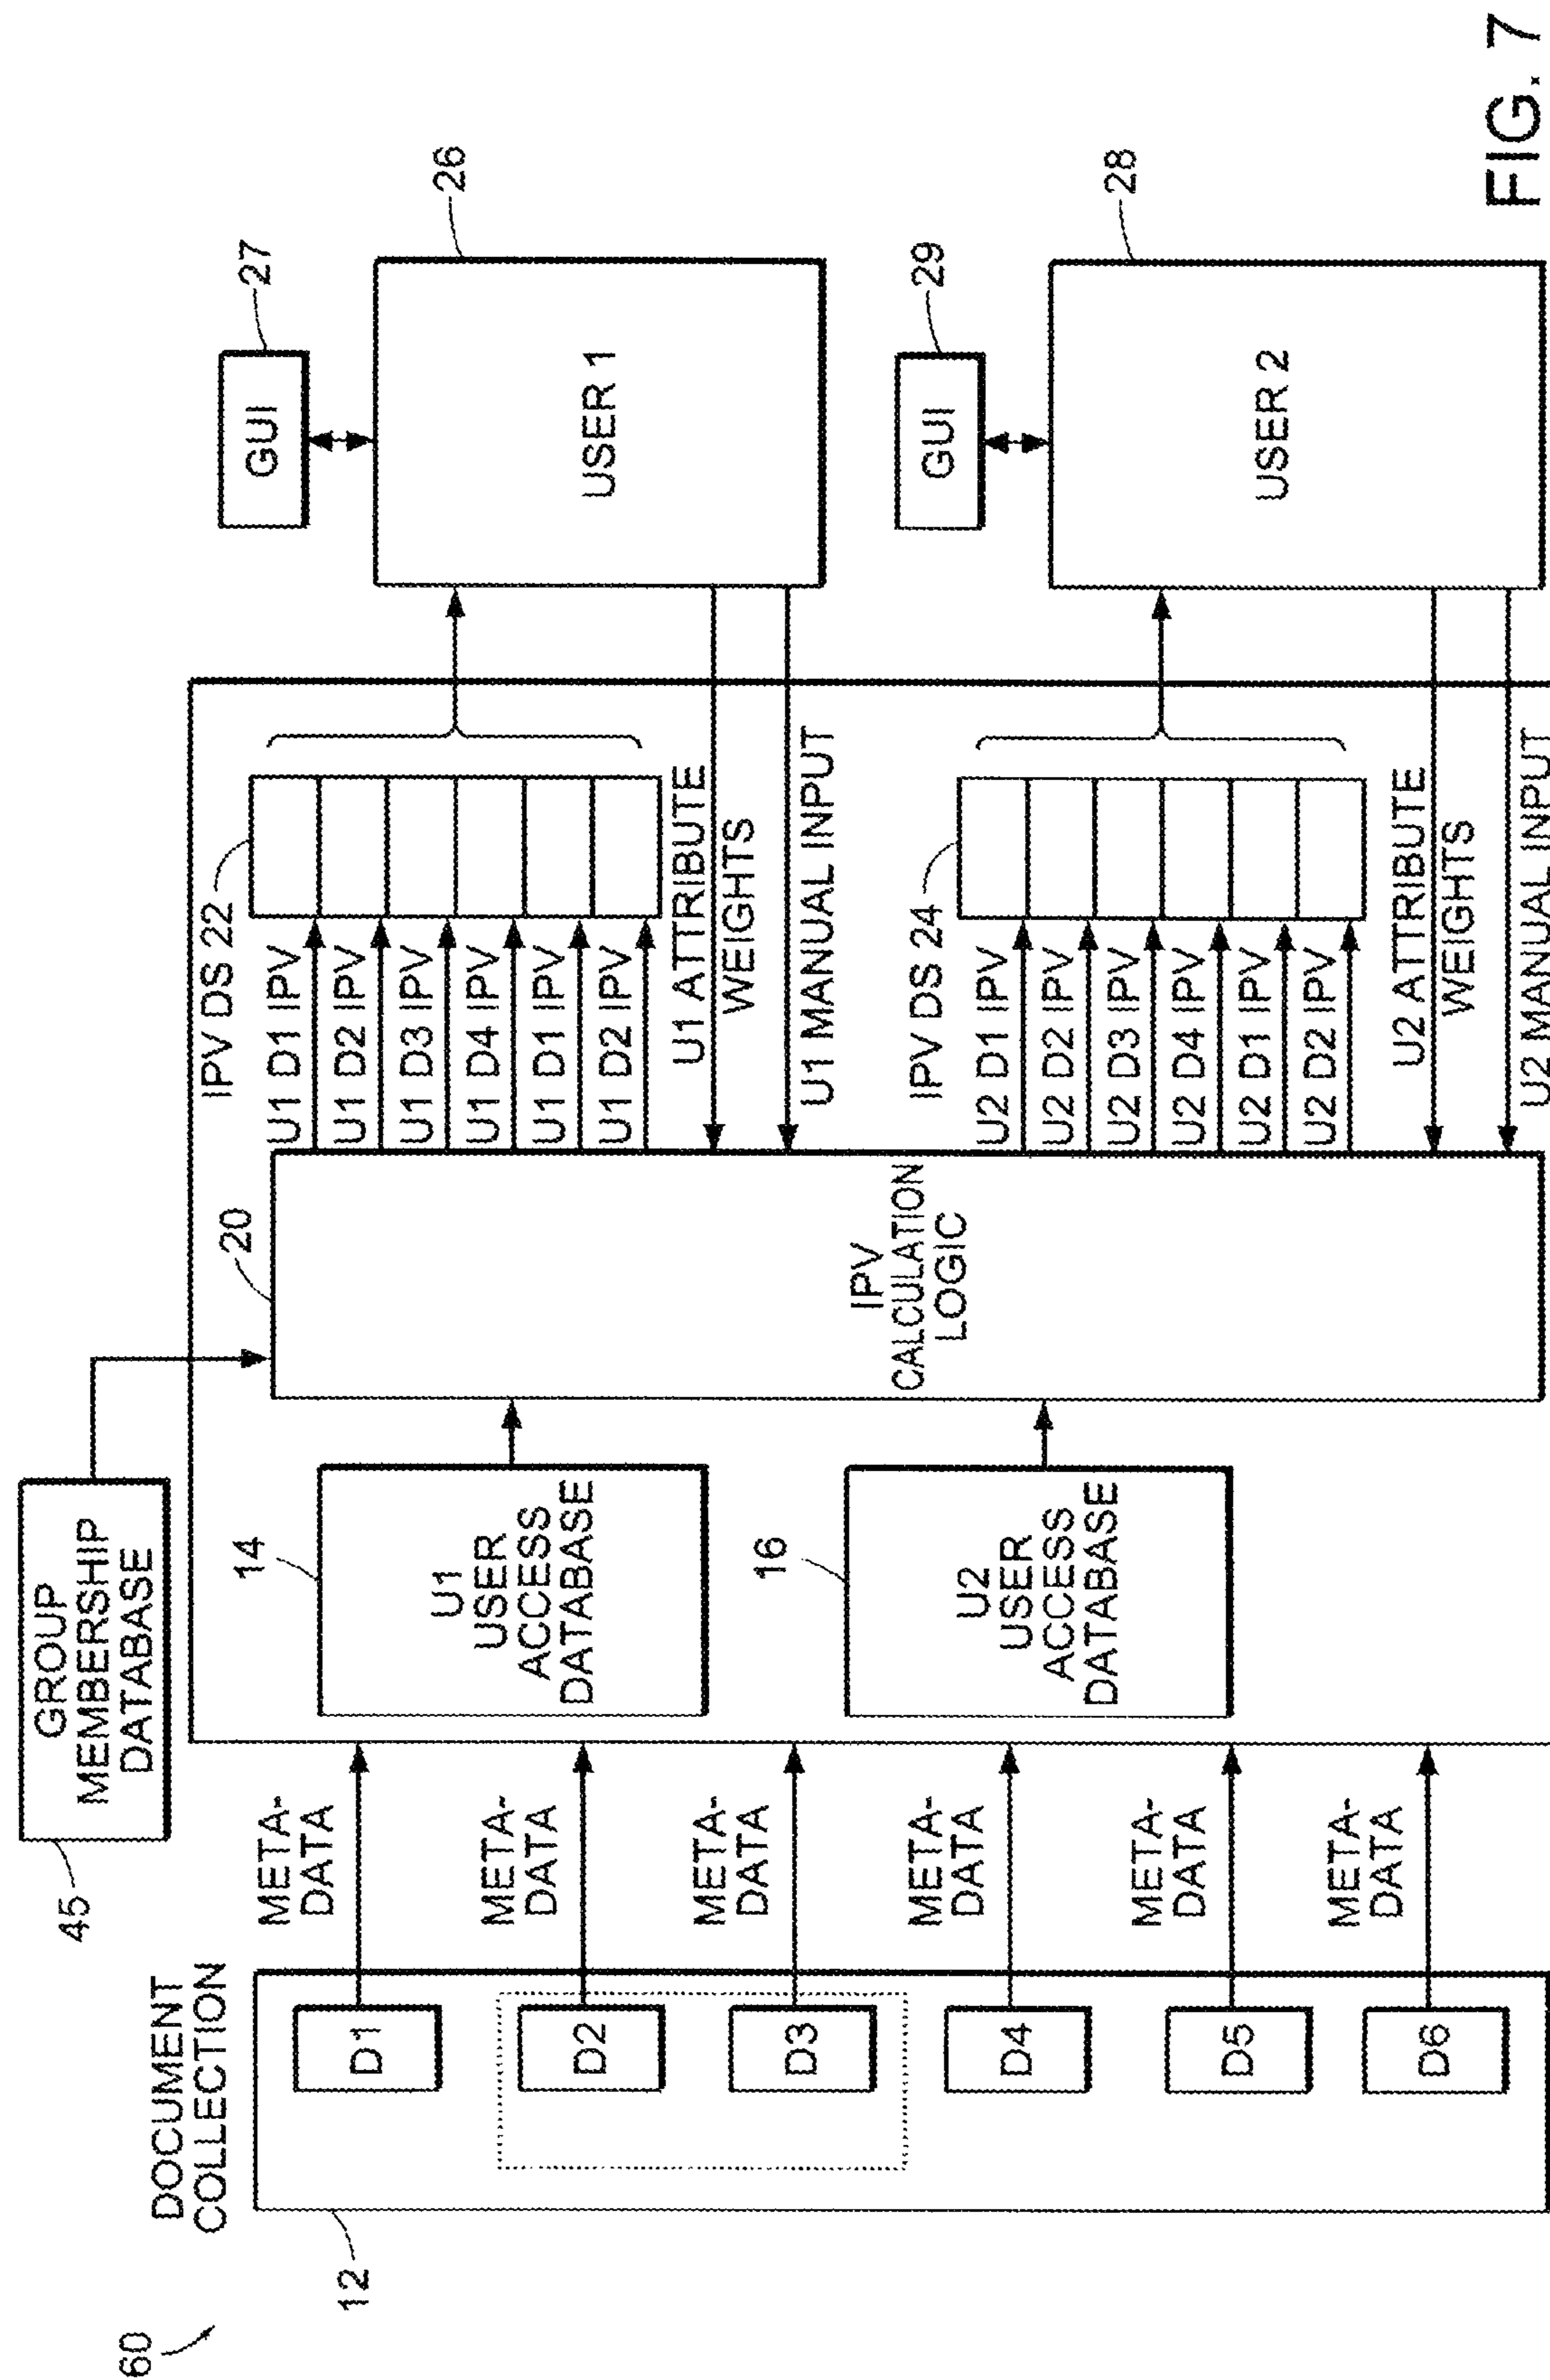 60
DOCUMENT
COLLECTION
12
D1
D2
D3
D4
D5
D6
META-
DATA
META-
DATA
META-
DATA
META-
DATA
META-
DATA
META-
DATA
45
GROUP
MEMBERSHIP
DATABASE
14
U1
USER
ACCESS
DATABASE
16
U2
USER
ACCESS
DATABASE
20
IPV
CALCULATION
LOGIC
IPV DS 22
U1 D1 IPV
U1 D2 IPV
U1 D3 IPV
U1 D4 IPV
U1 D1 IPV
U1 D2 IPV
U1 ATTRIBUTE
WEIGHTS
U1 MANUAL INPUT
IPV DS 24
U2 D1 IPV
U2 D2 IPV
U2 D3 IPV
U2 D4 IPV
U2 D1 IPV
U2 D2 IPV
U2 ATTRIBUTE
WEIGHTS
U2 MANUAL INPUT
27
GUI
26
USER 1
29
GUI
28
USER 2
FIG. 7